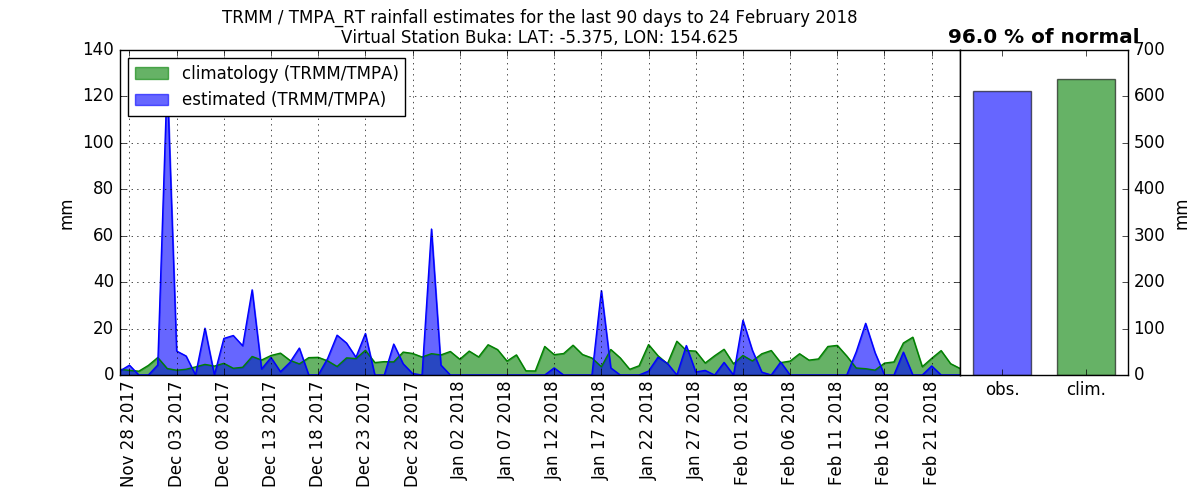 TRMM / TMPA_RT rainfall estimates for the last 90 days to 24 February 2018
Virtual Station Buka: LAT: -5.375, LON: 154.625
96.0 % of normal
climatology (TRMM/TMPA)
estimated (TRMM/TMPA)
140
120
100
80
60
40
20
0
mm
Nov 28 2017
Dec 03 2017
Dec 08 2017
Dec 13 2017
Dec 18 2017
Dec 23 2017
Dec 28 2017
Jan 02 2018
Jan 07 2018
Jan 12 2018
Jan 17 2018
Jan 22 2018
Jan 27 2018
Feb 01 2018
Feb 06 2018
Feb 11 2018
Feb 16 2018
Feb 21 2018
700
600
500
400
300
200
100
0
mm
obs.
clim.